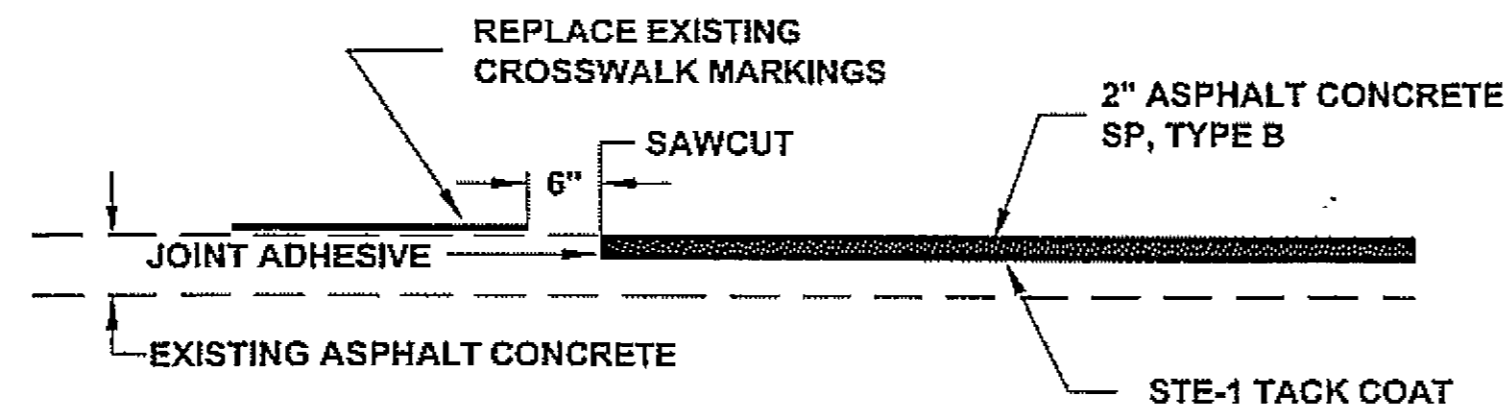 REPLACE EXISTING
CROSSWALK MARKINGS
2" ASPHALT CONCRETE
SP, TYPE B
SAWCUT
6"
JOINT ADHESIVE
EXISTING ASPHALT CONCRETE
STE-1 TACK COAT